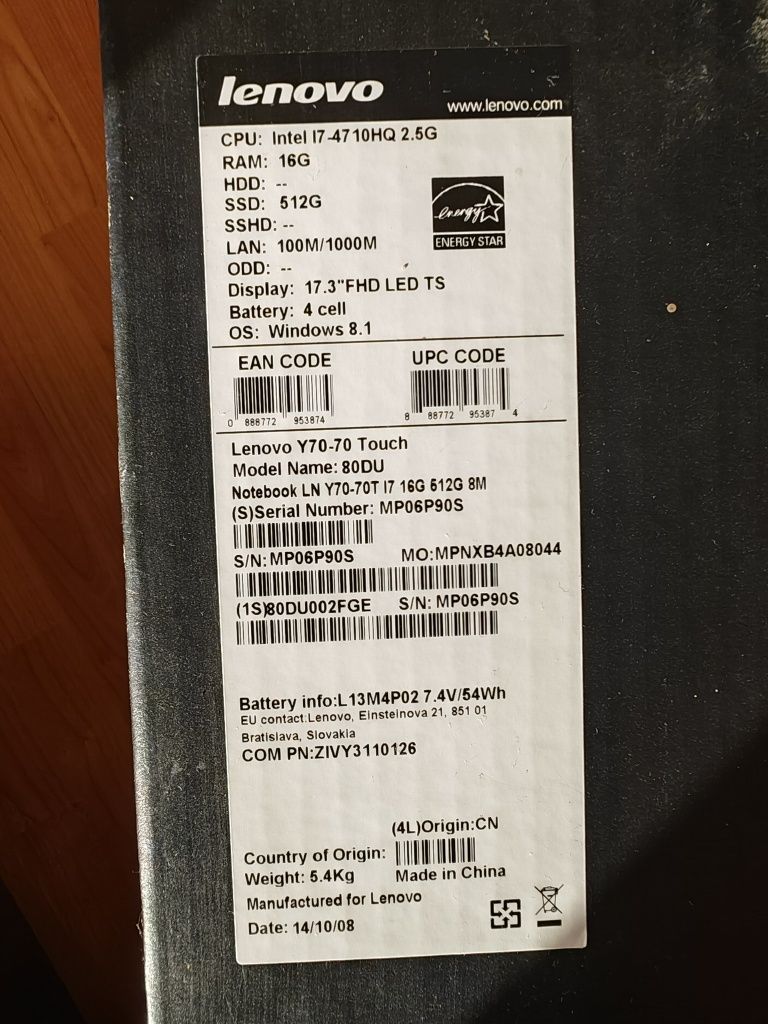 lenovo
www.lenovo.com
CPU: Intel I7-4710HQ 2.5G
RAM: 16G
HDD: --
SSD: 512G
SSHD: --
LAN: 100M/1000M
ODD: --
Display: 17.3"FHD LED TS
Battery: 4 cell
OS: Windows 8.1
energy
ENERGY STAR
EAN CODE UPC CODE
0 888772 953874 8 88772 95387 4
Lenovo Y70-70 Touch
Model Name: 80DU
Notebook LN Y70-70T I7 16G 512G 8M
(S)Serial Number: MP06P90S
S/N: MP06P90S MO:MPNXB4A08044
(1S)80DU002FGE S/N: MP06P90S
Battery info:L13M4P02 7.4V/54Wh
EU contact:Lenovo, Einsteinova 21, 851 01
Bratislava, Slovakia
COM PN:ZIVY3110126
(4L)Origin:CN
Country of Origin:
Weight: 5.4Kg Made in China
Manufactured for Lenovo
Date: 14/10/08